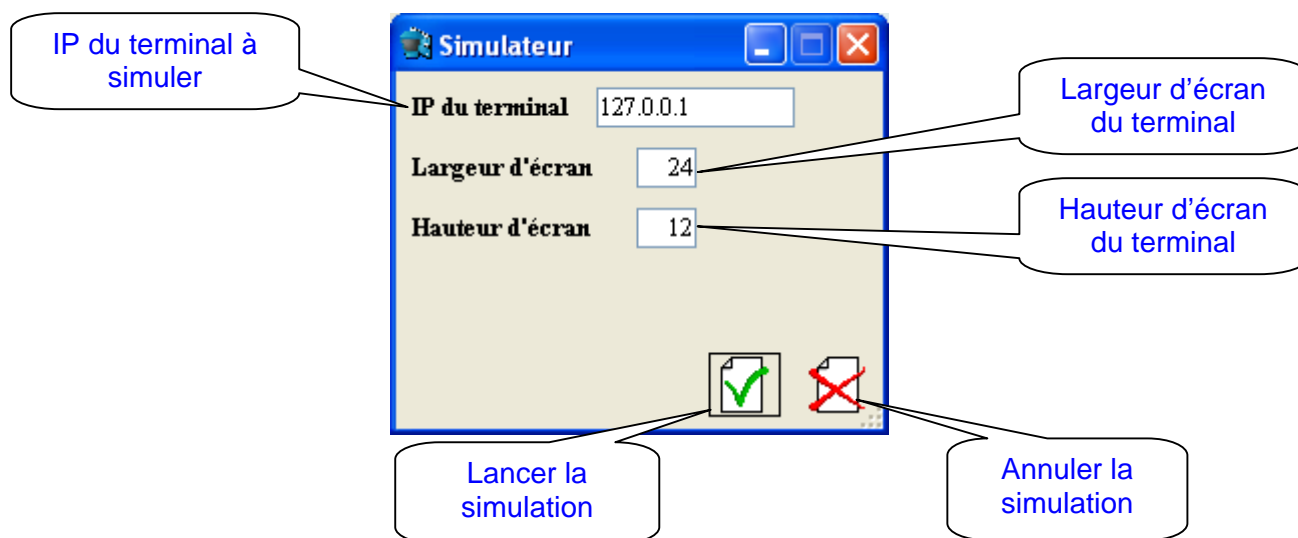 IP du terminal à
simuler
Simulateur
IP du terminal 127.0.0.1
Largeur d'écran 24
Hauteur d'écran 12
Largeur d’écran
du terminal
Hauteur d’écran
du terminal
Lancer la
simulation
Annuler la
simulation